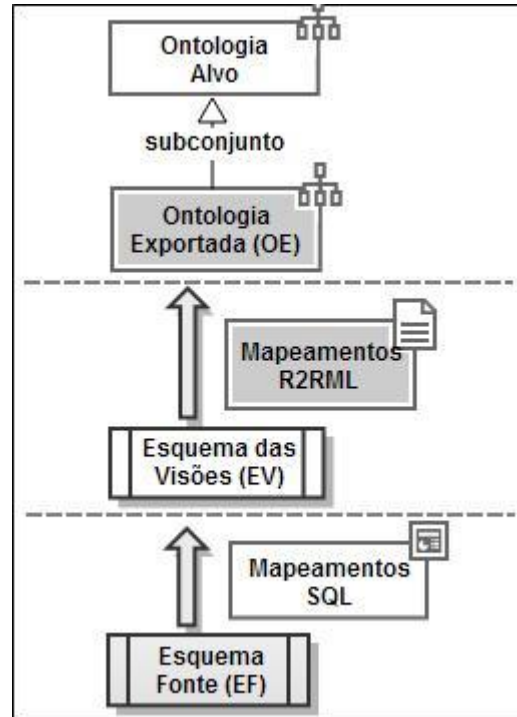 Ontologia
Alvo
subconjunto
Ontologia
Exportada (OE)
Mapeamentos
R2RML
Esquema das
Visões (EV)
Mapeamentos
SQL
Esquema
Fonte (EF)